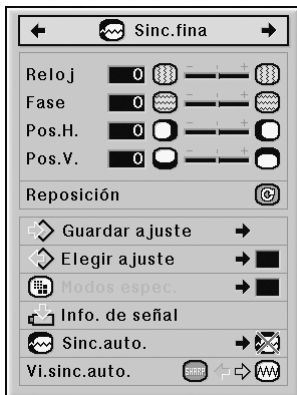 Sinc.fina
Reloj 0 - +
Fase 0 - +
Pos.H. 0 - +
Pos.V. 0 - +
Reposición
Guardar ajuste
Elegir ajuste
Modos espec.
Info. de señal
Sinc.auto.
Vi.sinc.auto. SHARP